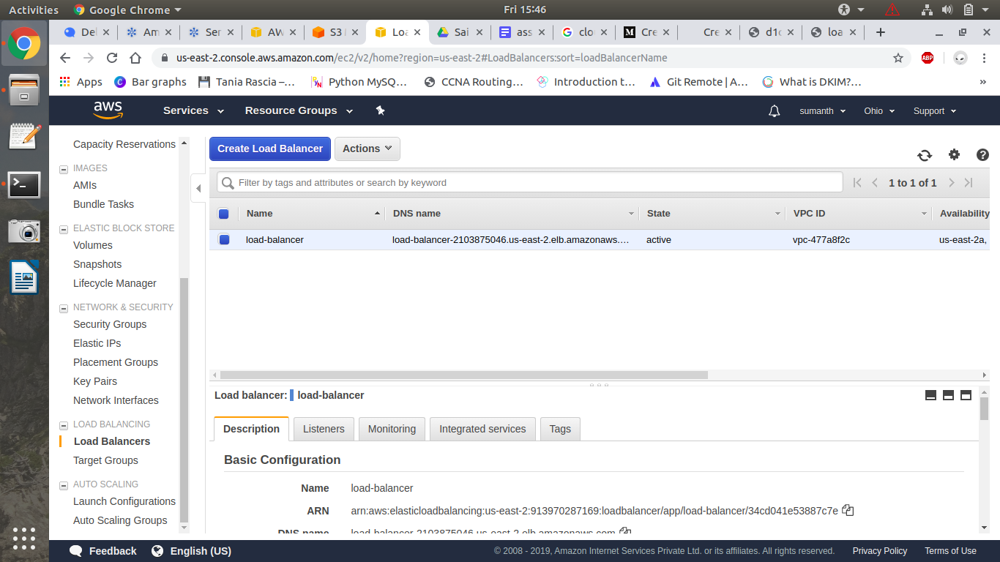 Activities Google Chrome Fri 15:46
Del Am Ser AW S3 Loa Sai ass clo Cre Cre d1c loa
us-east-2.console.aws.amazon.com/ec2/v2/home?region=us-east-2#LoadBalancers:sort=loadBalancerName ABP
Apps Bar graphs Tania Rascia –… Python MySQ… CCNA Routing… Introduction t… Git Remote | A… What is DKIM?… »
aws Services Resource Groups sumanth Ohio Support
Capacity Reservations
IMAGES
AMIs
Bundle Tasks
ELASTIC BLOCK STORE
Volumes
Snapshots
Lifecycle Manager
NETWORK & SECURITY
Security Groups
Elastic IPs
Placement Groups
Key Pairs
Network Interfaces
LOAD BALANCING
Load Balancers
Target Groups
AUTO SCALING
Launch Configurations
Auto Scaling Groups
Create Load Balancer Actions
Filter by tags and attributes or search by keyword 1 to 1 of 1
Name DNS name State VPC ID Availability
load-balancer load-balancer-2103875046.us-east-2.elb.amazonaws.… active vpc-477a8f2c us-east-2a,
Load balancer: load-balancer
Description Listeners Monitoring Integrated services Tags
Basic Configuration
Name load-balancer
ARN arn:aws:elasticloadbalancing:us-east-2:913970287169:loadbalancer/app/load-balancer/34cd041e53887c7e
DNS name load-balancer-2103875046.us-east-2.elb.amazonaws.com
Feedback English (US) © 2008 - 2019, Amazon Internet Services Private Ltd. or its affiliates. All rights reserved. Privacy Policy Terms of Use